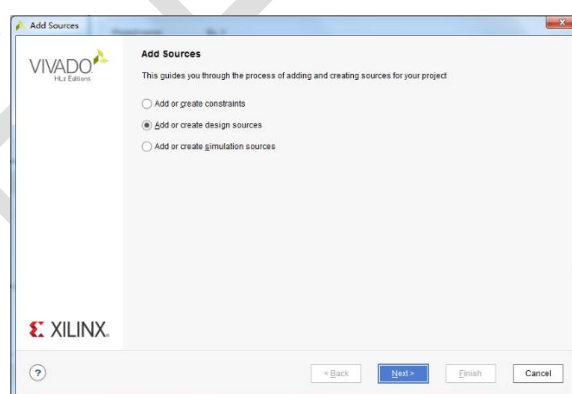 Add Sources
VIVADO
HLx Editions
Add Sources
This guides you through the process of adding and creating sources for your project
Add or create constraints
Add or create design sources
Add or create simulation sources
XILINX
?
< Back
Next >
Finish
Cancel